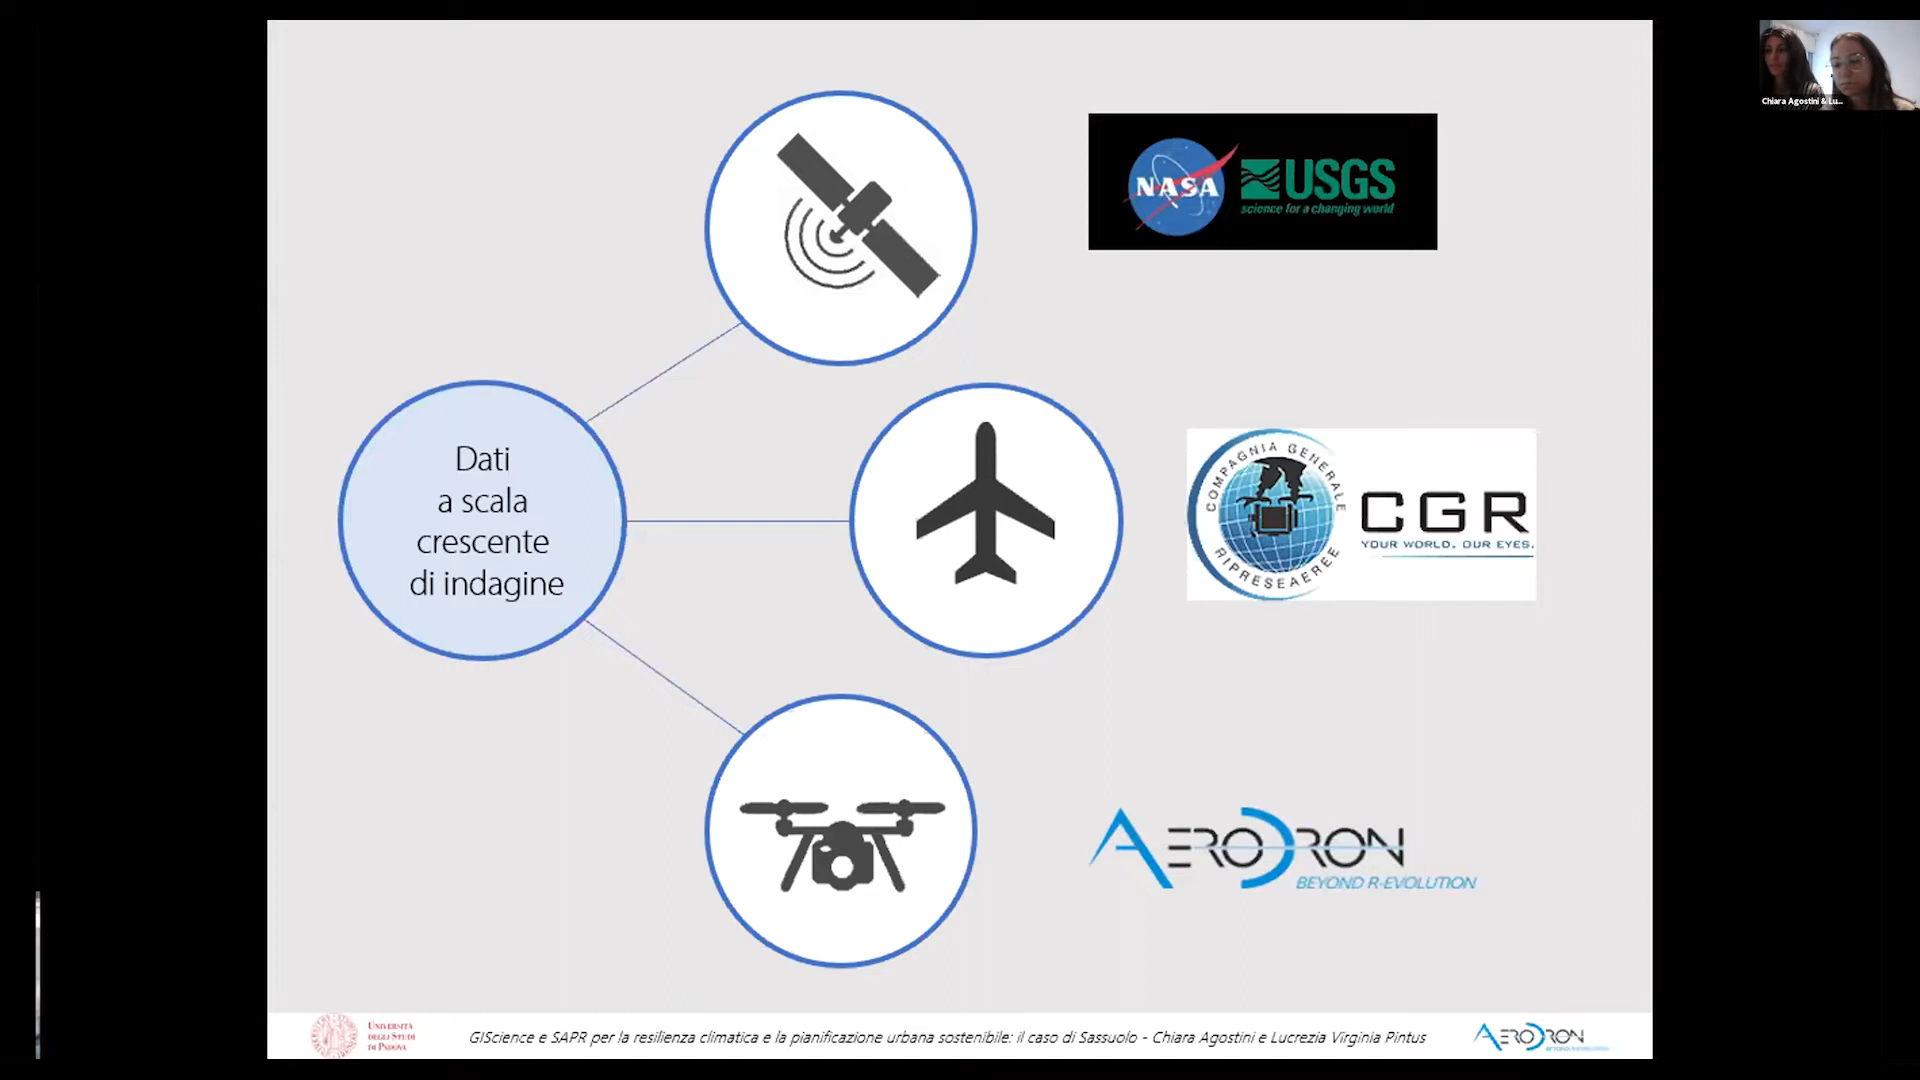 Chiara Agostini & Lu...
NASA
USGS
science for a changing world
Dati
a scala
crescente
di indagine
COMPAGNIA GENERALE
RIPRESEAEREE
CGR
YOUR WORLD. OUR EYES.
AERODRON
BEYOND R-EVOLUTION
UNIVERSITÀ
DEGLI STUDI
DI PADOVA
GIScience e SAPR per la resilienza climatica e la pianificazione urbana sostenibile: il caso di Sassuolo - Chiara Agostini e Lucrezia Virginia Pintus
AERODRON
BEYOND R-EVOLUTION